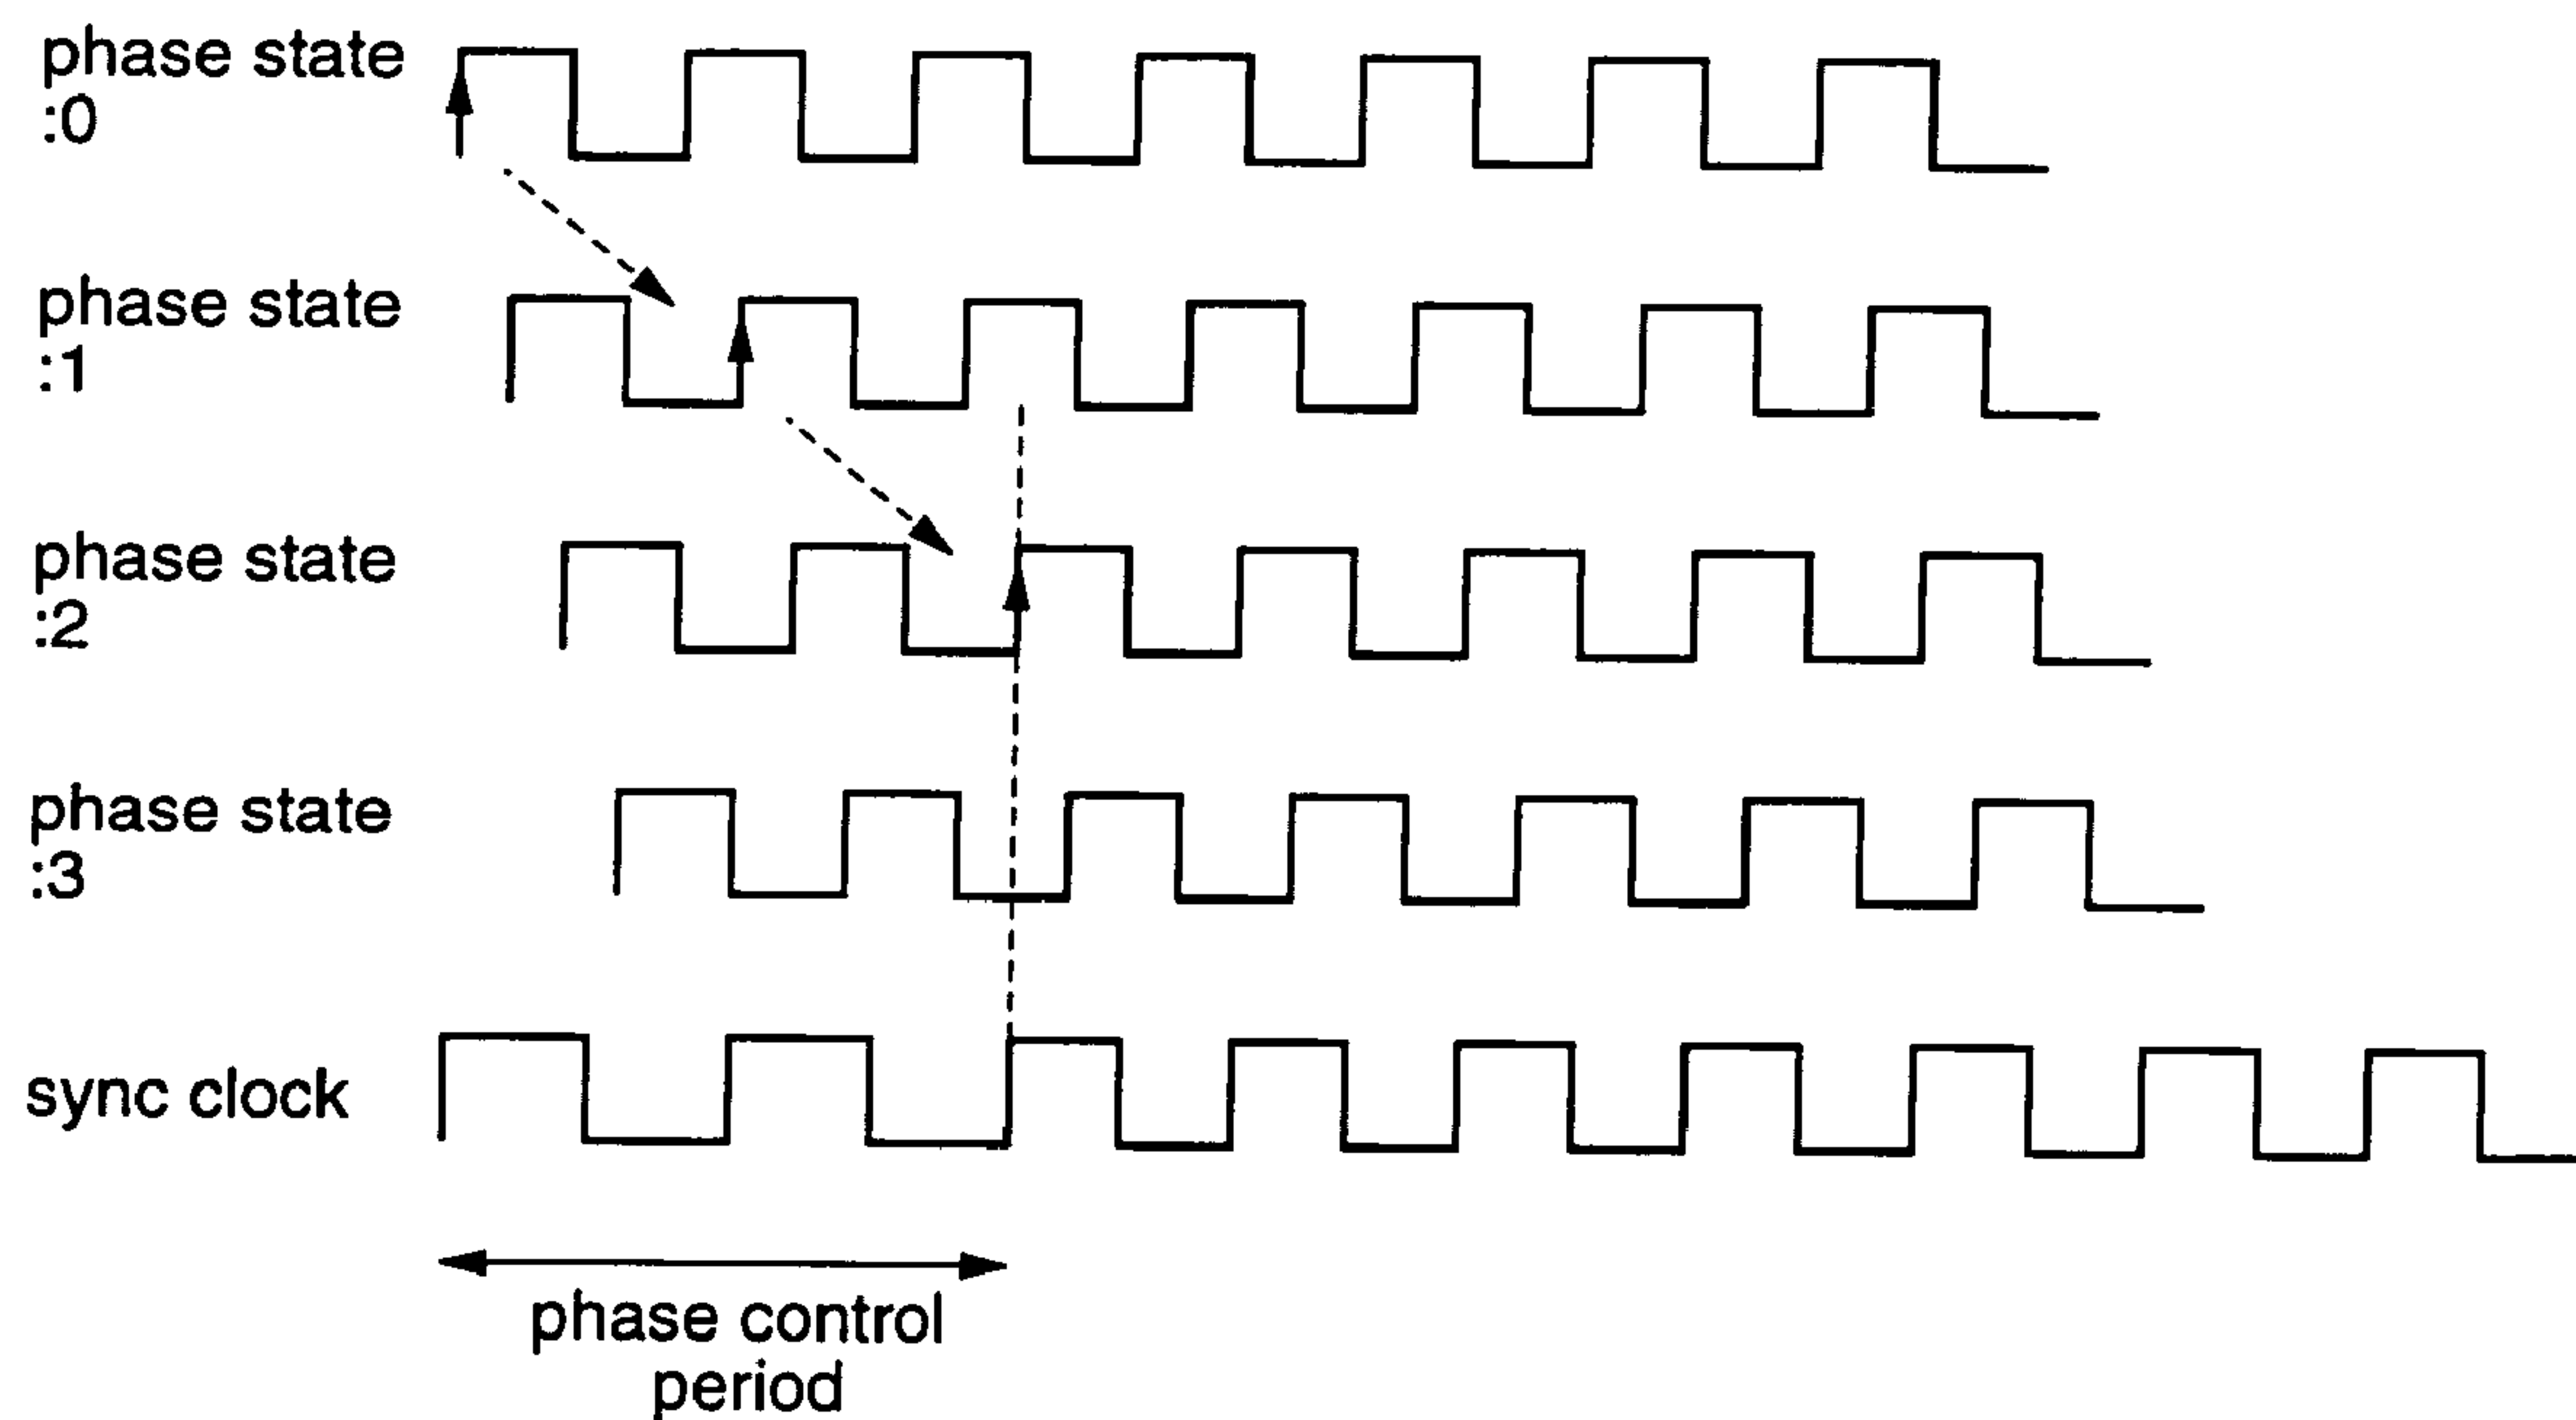 phase state
:0
phase state
:1
phase state
:2
phase state
:3
sync clock
phase control
period